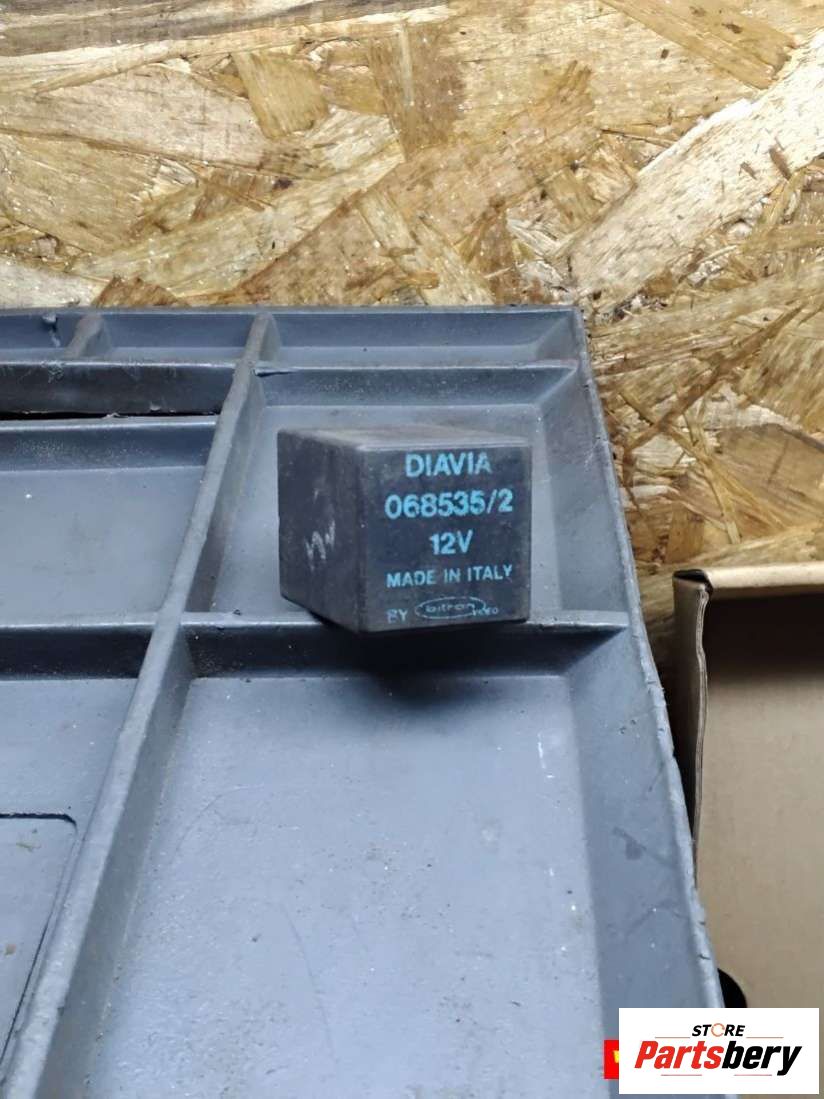 DIAVIA
068535/2
12V
MADE IN ITALY
BY bitron
STORE
Partsbery